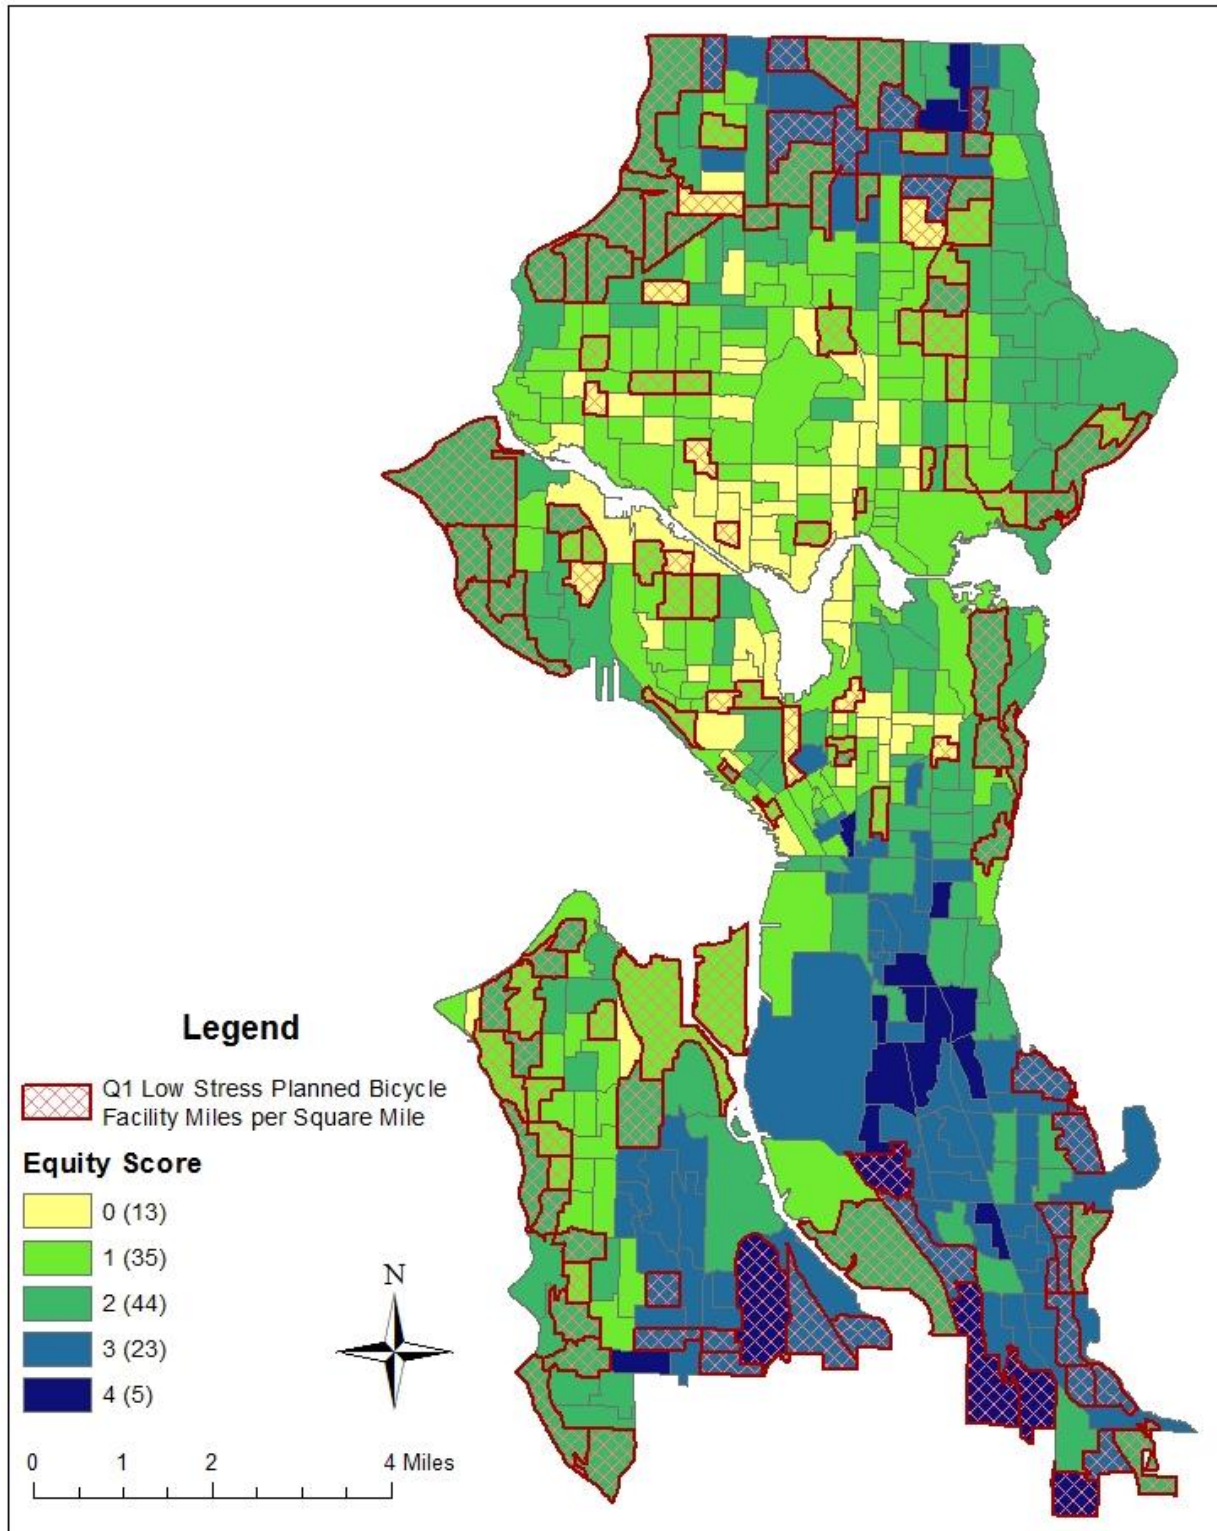 Legend
Q1 Low Stress Planned Bicycle
Facility Miles per Square Mile
Equity Score
0 (13)
1 (35)
2 (44)
3 (23)
4 (5)
N
0 1 2 4 Miles